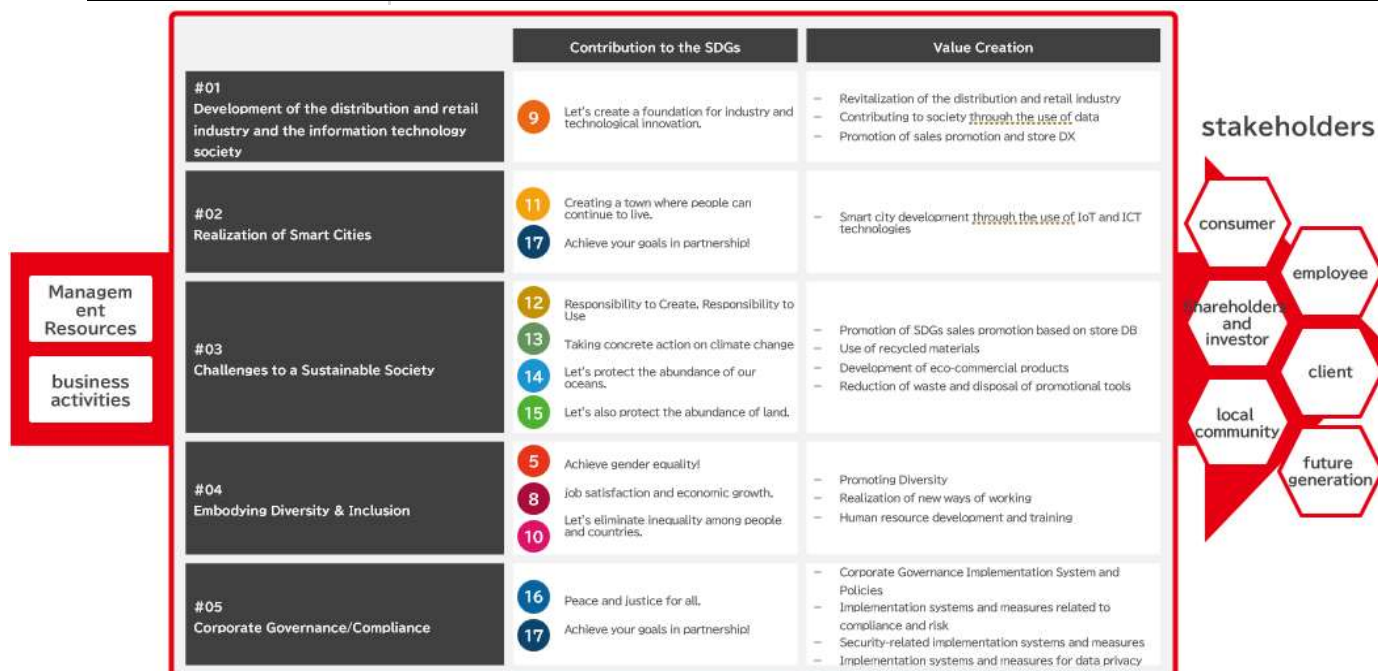 Contribution to the SDGs
Value Creation
#01
Development of the distribution and retail
industry and the information technology
society
9
Let's create a foundation for industry and
technological innovation.
– Revitalization of the distribution and retail industry
– Contributing to society through the use of data
– Promotion of sales promotion and store DX
#02
Realization of Smart Cities
11
Creating a town where people can
continue to live.
17
Achieve your goals in partnership!
– Smart city development through the use of IoT and ICT
technologies
#03
Challenges to a Sustainable Society
12
Responsibility to Create, Responsibility to
Use
13
Taking concrete action on climate change
14
Let's protect the abundance of our
oceans.
15
Let's also protect the abundance of land.
– Promotion of SDGs sales promotion based on store DB
– Use of recycled materials
– Development of eco-commercial products
– Reduction of waste and disposal of promotional tools
#04
Embodying Diversity & Inclusion
5
Achieve gender equality!
8
job satisfaction and economic growth.
10
Let's eliminate inequality among people
and countries.
– Promoting Diversity
– Realization of new ways of working
– Human resource development and training
#05
Corporate Governance/Compliance
16
Peace and justice for all.
17
Achieve your goals in partnership!
– Corporate Governance Implementation System and
Policies
– Implementation systems and measures related to
compliance and risk
– Security-related implementation systems and measures
– Implementation systems and measures for data privacy
Managem
ent
Resources
business
activities
stakeholders
consumer
employee
Shareholders
and
investor
client
local
community
future
generation